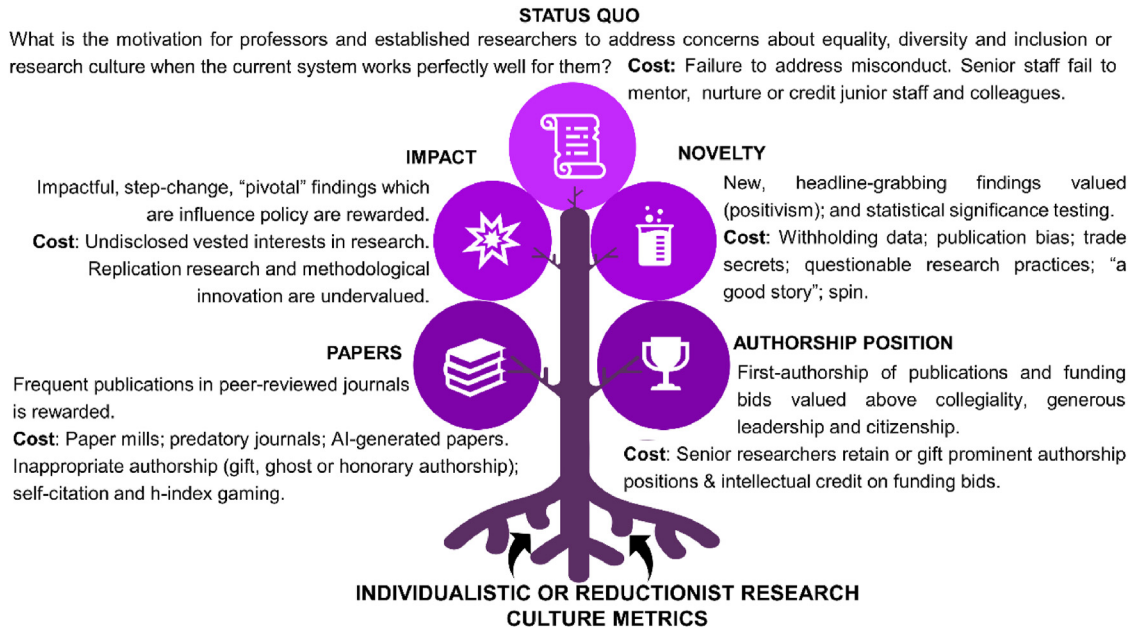 STATUS QUO
What is the motivation for professors and established researchers to address concerns about equality, diversity and inclusion or
research culture when the current system works perfectly well for them? Cost: Failure to address misconduct. Senior staff fail to
mentor, nurture or credit junior staff and colleagues.
IMPACT
Impactful, step-change, “pivotal” findings which
are influence policy are rewarded.
Cost: Undisclosed vested interests in research.
Replication research and methodological
innovation are undervalued.
NOVELTY
New, headline-grabbing findings valued
(positivism); and statistical significance testing.
Cost: Withholding data; publication bias; trade
secrets; questionable research practices; “a
good story”; spin.
PAPERS
Frequent publications in peer-reviewed journals
is rewarded.
Cost: Paper mills; predatory journals; AI-generated papers.
Inappropriate authorship (gift, ghost or honorary authorship);
self-citation and h-index gaming.
AUTHORSHIP POSITION
First-authorship of publications and funding
bids valued above collegiality, generous
leadership and citizenship.
Cost: Senior researchers retain or gift prominent authorship
positions & intellectual credit on funding bids.
INDIVIDUALISTIC OR REDUCTIONIST RESEARCH
CULTURE METRICS